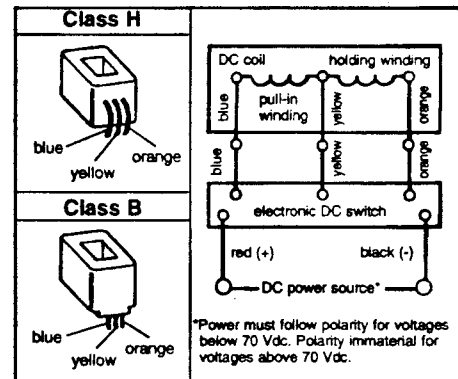 Class H
blue
yellow
orange
Class B
blue
yellow
orange
DC coil
holding winding
pull-in
winding
blue
yellow
orange
blue
yellow
orange
electronic DC switch
red (+)
black (-)
DC power source*
*Power must follow polarity for voltages
below 70 Vdc. Polarity immaterial for
voltages above 70 Vdc.